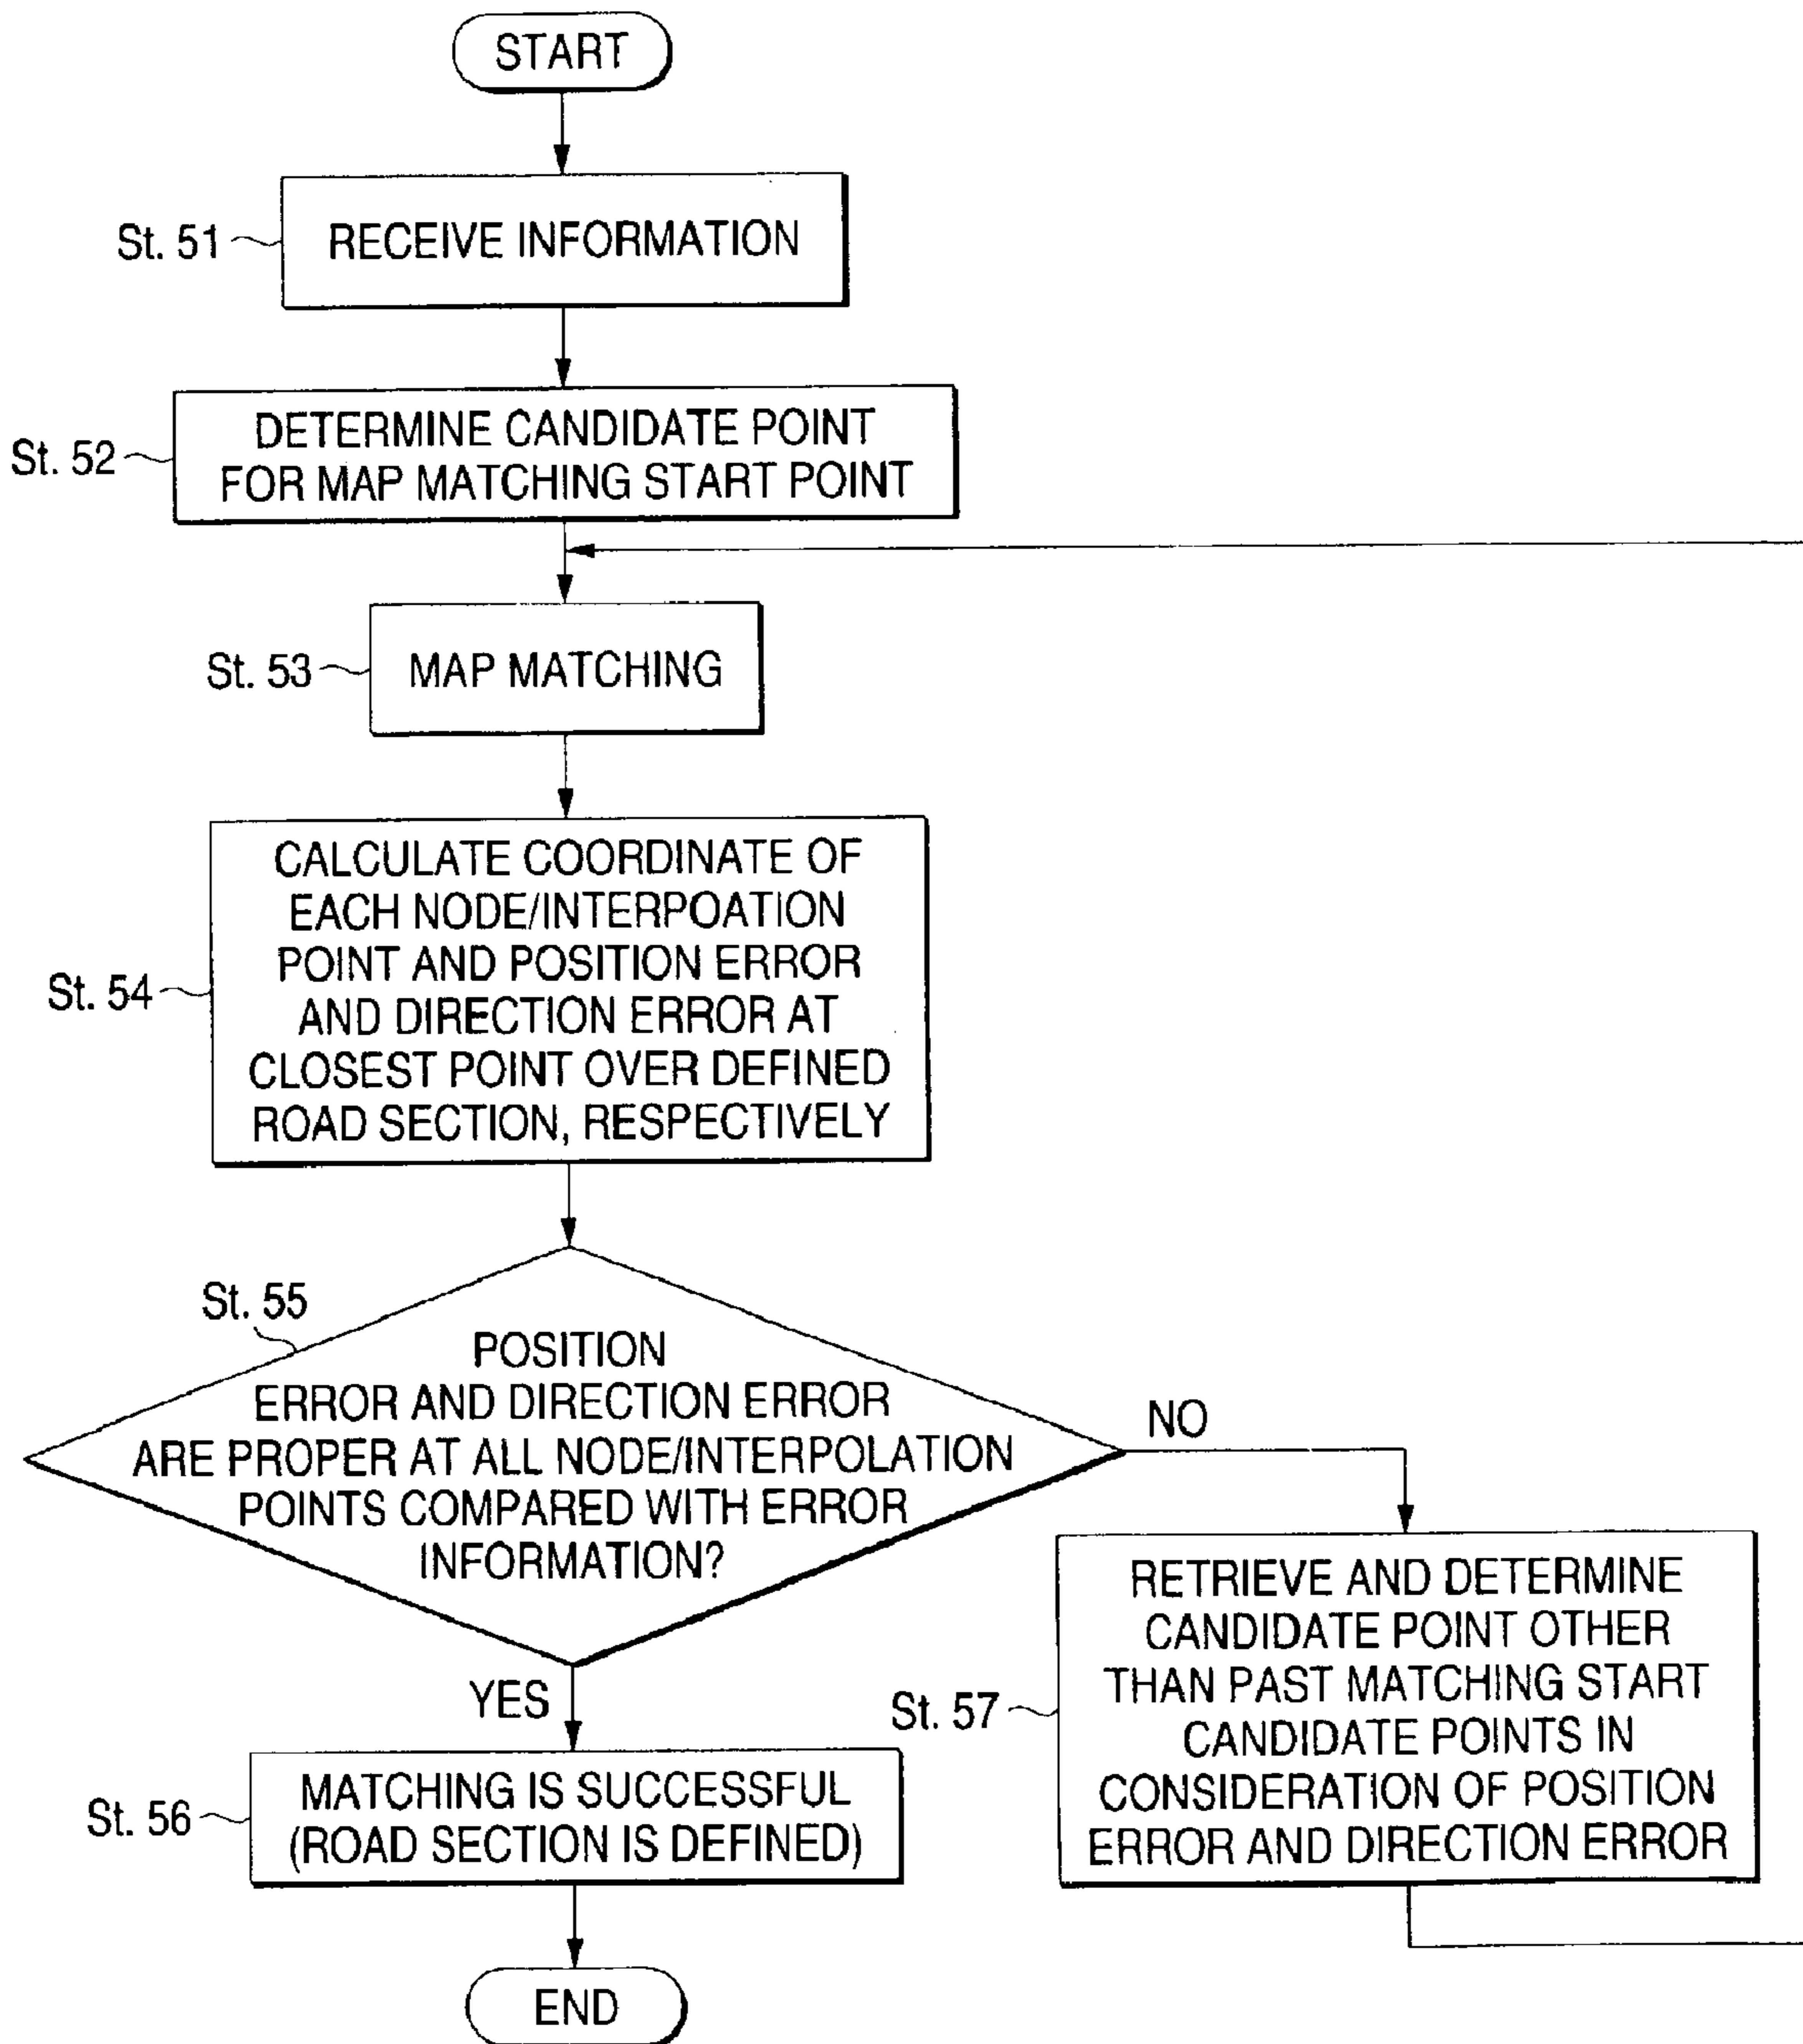 START
St. 51
RECEIVE INFORMATION
St. 52
DETERMINE CANDIDATE POINT
FOR MAP MATCHING START POINT
St. 53
MAP MATCHING
St. 54
CALCULATE COORDINATE OF
EACH NODE/INTERPOATION
POINT AND POSITION ERROR
AND DIRECTION ERROR AT
CLOSEST POINT OVER DEFINED
ROAD SECTION, RESPECTIVELY
St. 55
POSITION
ERROR AND DIRECTION ERROR
ARE PROPER AT ALL NODE/INTERPOLATION
POINTS COMPARED WITH ERROR
INFORMATION?
NO
YES
St. 56
MATCHING IS SUCCESSFUL
(ROAD SECTION IS DEFINED)
St. 57
RETRIEVE AND DETERMINE
CANDIDATE POINT OTHER
THAN PAST MATCHING START
CANDIDATE POINTS IN
CONSIDERATION OF POSITION
ERROR AND DIRECTION ERROR
END